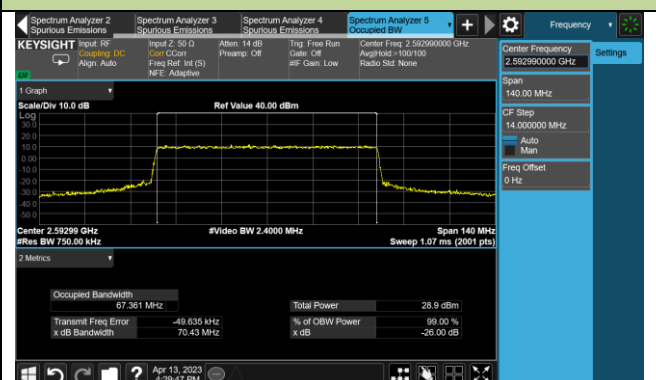 Spectrum Analyzer 2
Spurious Emissions
Spectrum Analyzer 3
Spurious Emissions
Spectrum Analyzer 4
Spurious Emissions
Spectrum Analyzer 5
Occupied BW
Frequency
KEYSIGHT
Input: RF
Coupling: DC
Align: Auto
Input Z: 50 Ω
Corr CCorr
Freq Ref: Int (S)
NFE: Adaptive
Atten: 14 dB
Preamp: Off
Trig: Free Run
Gate: Off
#IF Gain: Low
Center Freq: 2.592990000 GHz
Avg|Hold >100/100
Radio Std: None
Center Frequency
2.592990000 GHz
Settings
Span
140.00 MHz
CF Step
14.000000 MHz
Auto
Man
Freq Offset
0 Hz
1 Graph
Scale/Div 10.0 dB
Ref Value 40.00 dBm
Log
30.0
20.0
10.0
0.00
-10.0
-20.0
-30.0
-40.0
-50.0
Center 2.59299 GHz
#Video BW 2.4000 MHz
Span 140 MHz
#Res BW 750.00 kHz
Sweep 1.07 ms (2001 pts)
2 Metrics
Occupied Bandwidth
67.361 MHz
Total Power
28.9 dBm
Transmit Freq Error
-49.635 kHz
% of OBW Power
99.00 %
x dB Bandwidth
70.43 MHz
x dB
-26.00 dB
?
Apr 13, 2023
4:29:47 PM